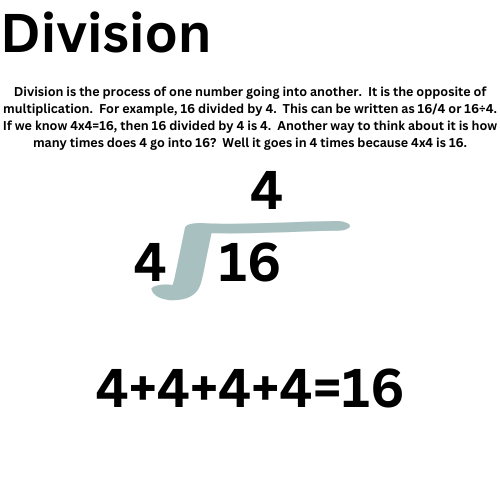 Division
Division is the process of one number going into another.  It is the opposite of
multiplication.  For example, 16 divided by 4.  This can be written as 16/4 or 16÷4.
If we know 4x4=16, then 16 divided by 4 is 4.  Another way to think about it is how
many times does 4 go into 16?  Well it goes in 4 times because 4x4 is 16.
4
4 16
4+4+4+4=16